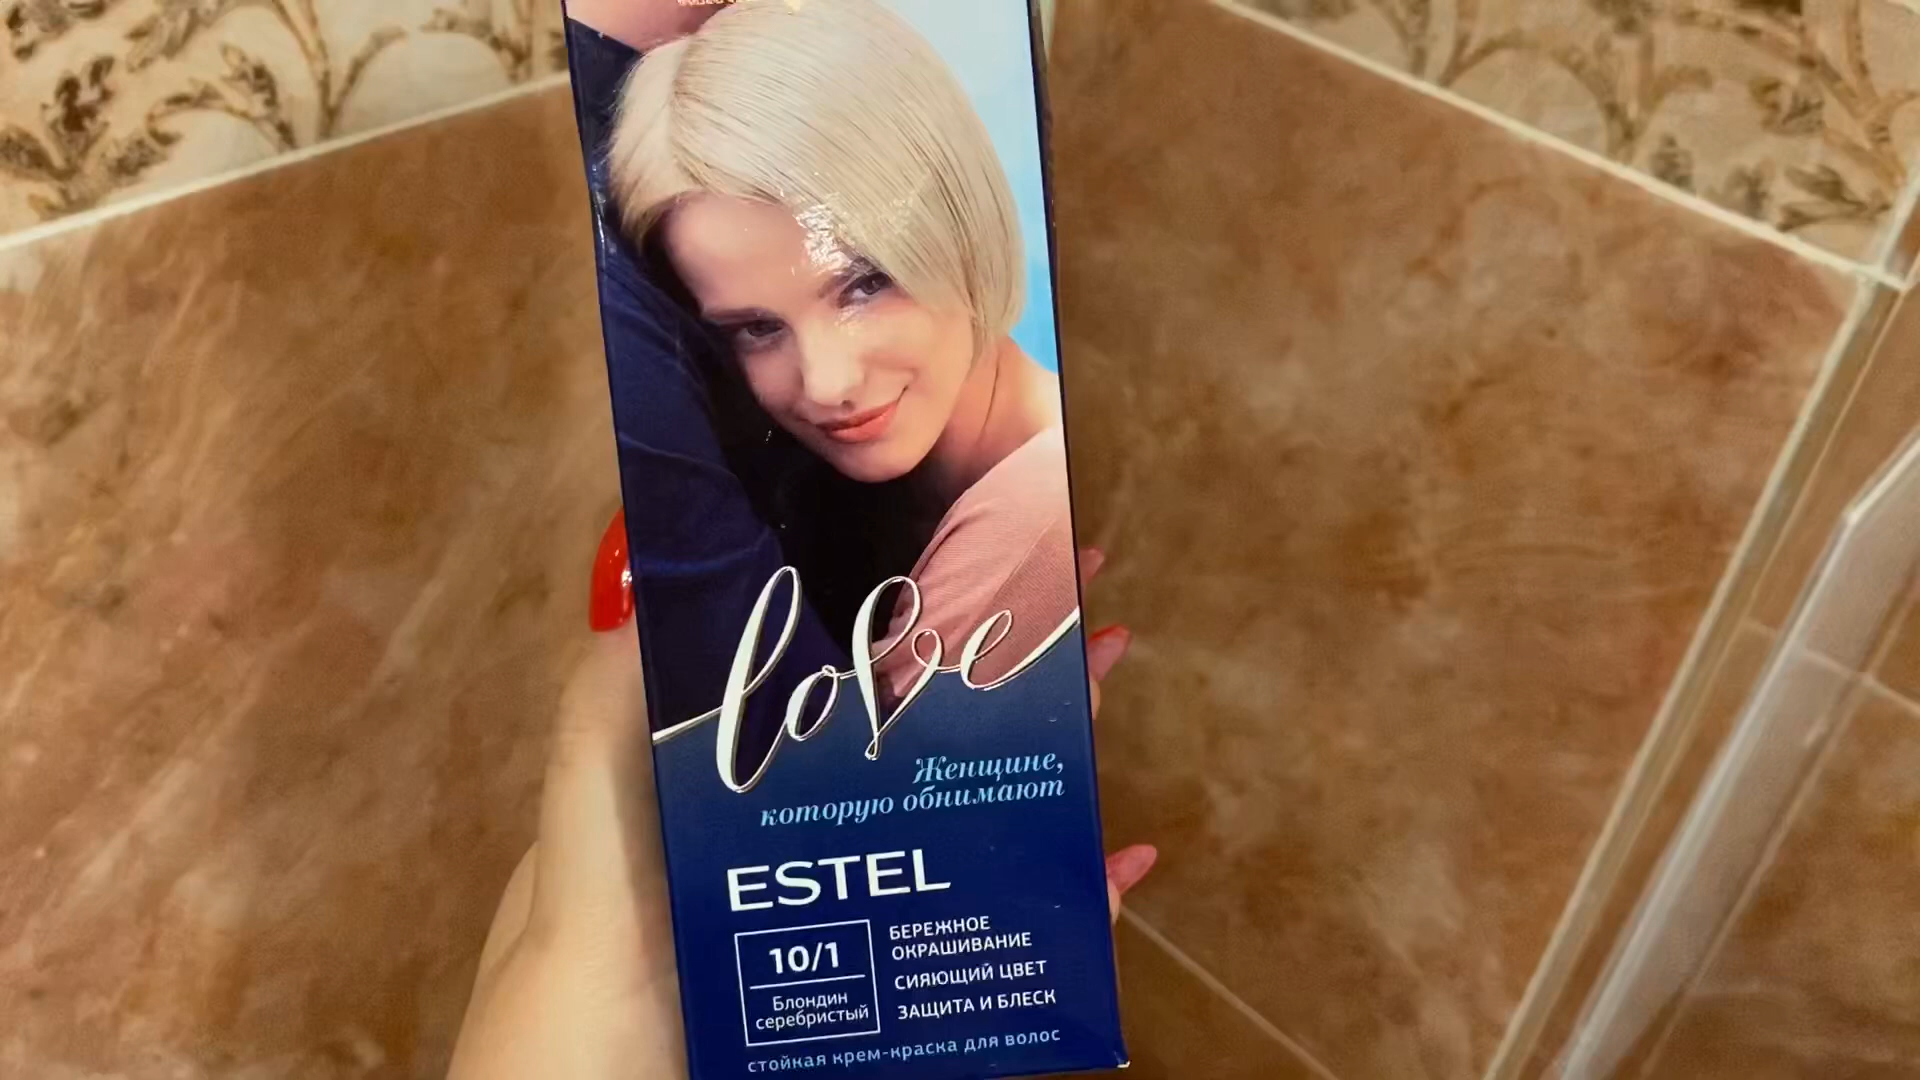 love
Женщине,
которую обнимают
ESTEL
10/1
Блондин
серебристый
БЕРЕЖНОЕ
ОКРАШИВАНИЕ
СИЯЮЩИЙ ЦВЕТ
ЗАЩИТА И БЛЕСК
стойкая крем-краска для волос